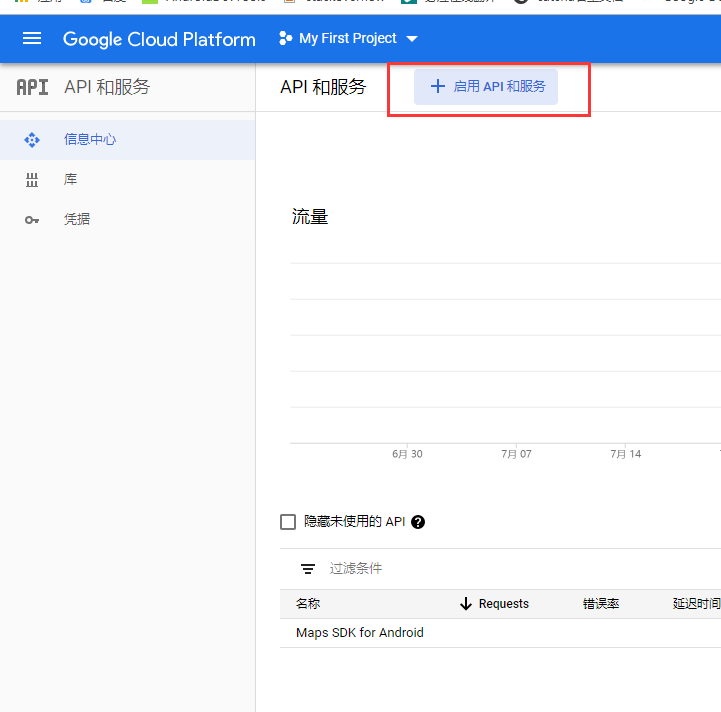 Google Cloud Platform My First Project
API API 和服务
API 和服务 + 启用 API 和服务
信息中心
库
凭据
流量
6月 30 7月 07 7月 14
隐藏未使用的 API ?
过滤条件
名称 Requests 错误率 延迟时间
Maps SDK for Android